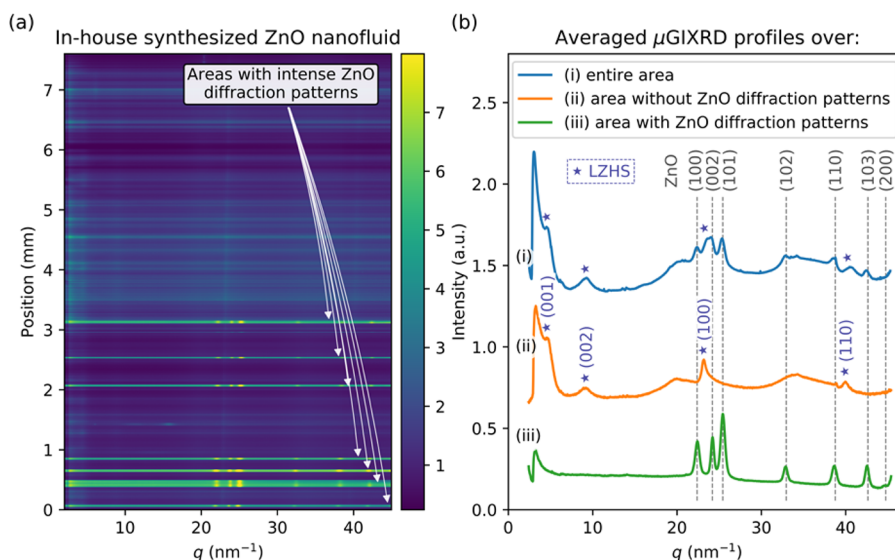 (a)
In-house synthesized ZnO nanofluid
Areas with intense ZnO
diffraction patterns
Position (mm)
7
6
5
4
3
2
1
0
10
20
30
40
q (nm⁻¹)
7
6
5
4
3
2
1
Intensity (a.u.)
(b)
Averaged μGIXRD profiles over:
(i) entire area
(ii) area without ZnO diffraction patterns
(iii) area with ZnO diffraction patterns
★ LZHS
ZnO
(100)
(002)
(101)
(102)
(110)
(103)
(200)
(i)
(ii)
(iii)
★ (001)
★ (002)
★ (100)
★ (110)
2.5
2.0
1.5
1.0
0.5
0.0
0
10
20
30
40
q (nm⁻¹)